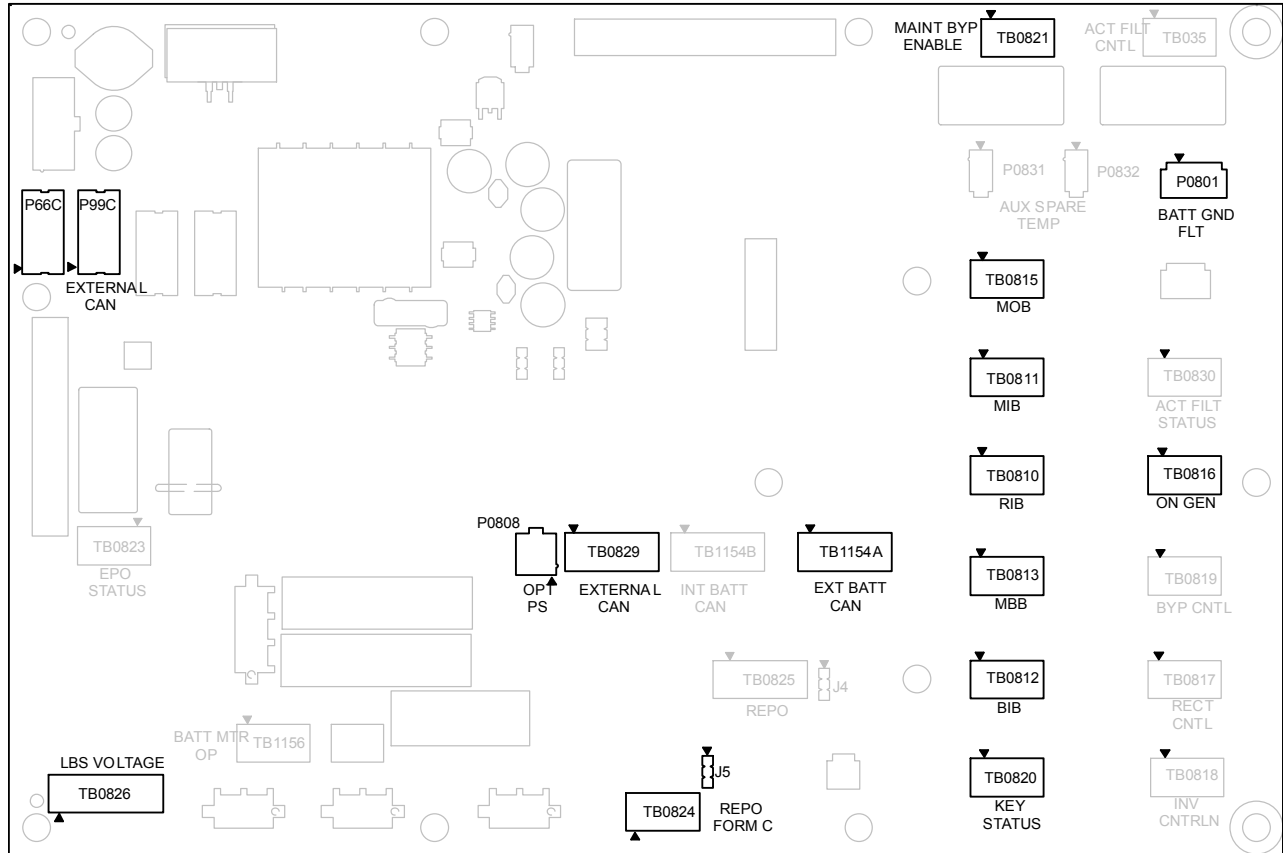 MAINT BYP
ENABLE
TB0821
ACT FILT
CNTL
TB035
P0831
P0832
AUX SPARE
TEMP
P0801
BATT GND
FLT
P66C
P99C
EXTERNAL
CAN
TB0815
MOB
TB0811
MIB
TB0830
ACT FILT
STATUS
TB0810
RIB
TB0816
ON GEN
TB0823
EPO
STATUS
P0808
OPT
PS
TB0829
EXTERNAL
CAN
TB1154B
INT BATT
CAN
TB1154A
EXT BATT
CAN
TB0813
MBB
TB0819
BYP CNTL
TB0825
REPO
J4
TB0812
BIB
TB0817
RECT
CNTL
BATT MTR
OP
TB1156
LBS VOLTAGE
TB0826
J5
TB0824
REPO
FORM C
TB0820
KEY
STATUS
TB0818
INV
CNTRLN